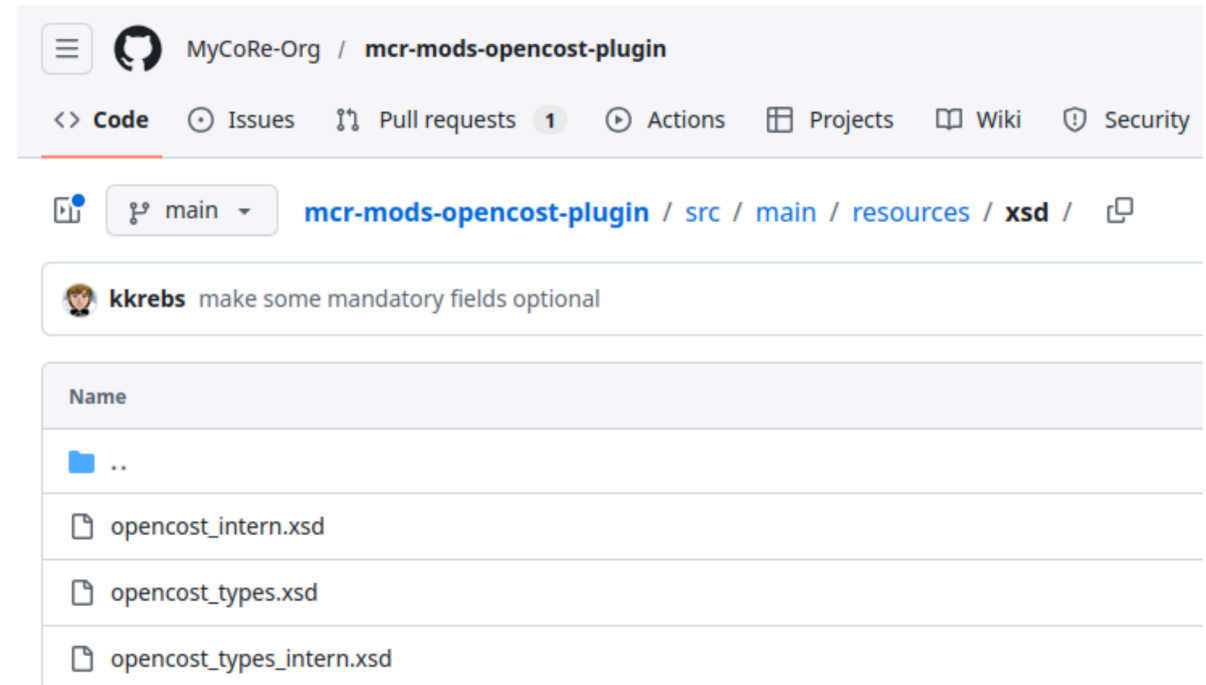 MyCoRe-Org / mcr-mods-opencost-plugin
<> Code Issues Pull requests 1 Actions Projects Wiki Security
main mcr-mods-opencost-plugin / src / main / resources / xsd /
kkrebs make some mandatory fields optional
Name
..
opencost_intern.xsd
opencost_types.xsd
opencost_types_intern.xsd